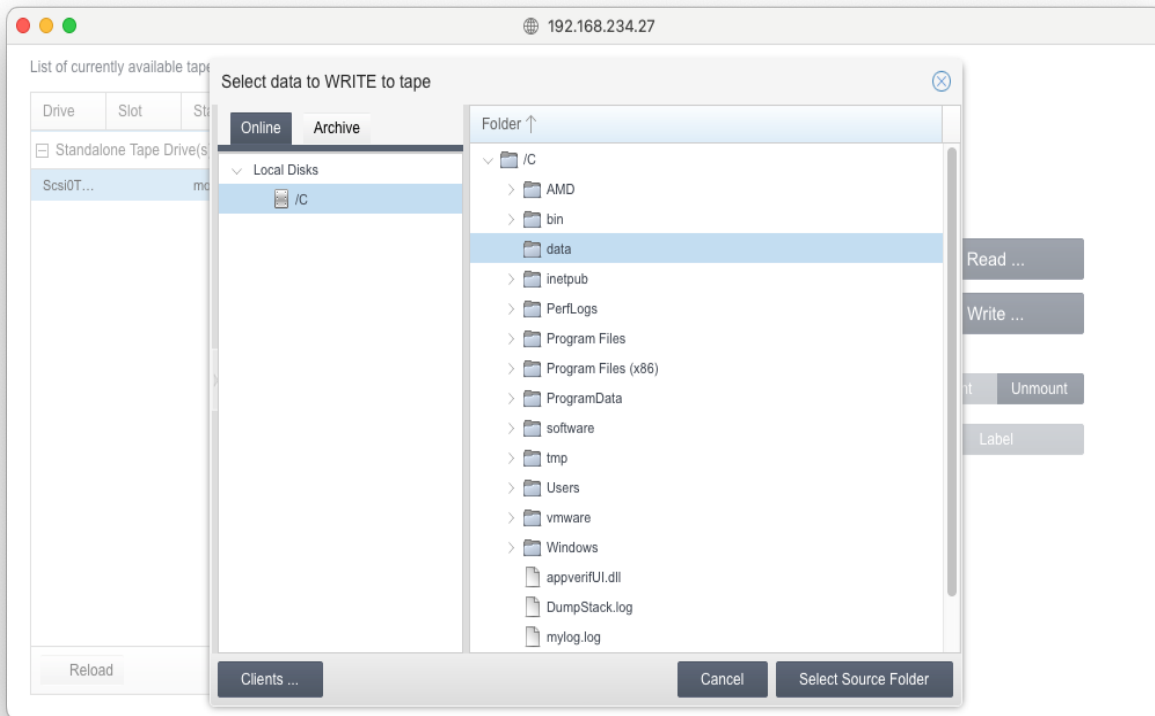 192.168.234.27
List of currently available tape
Select data to WRITE to tape
Drive Slot Sta
Online Archive
Folder
Standalone Tape Drive(s
Local Disks
/C
Scsi0T... mo
/C
AMD
bin
data
inetpub
PerfLogs
Program Files
Program Files (x86)
ProgramData
software
tmp
Users
vmware
Windows
appverifUI.dll
DumpStack.log
mylog.log
Read ...
Write ...
nt Unmount
Label
Reload
Clients ... Cancel Select Source Folder